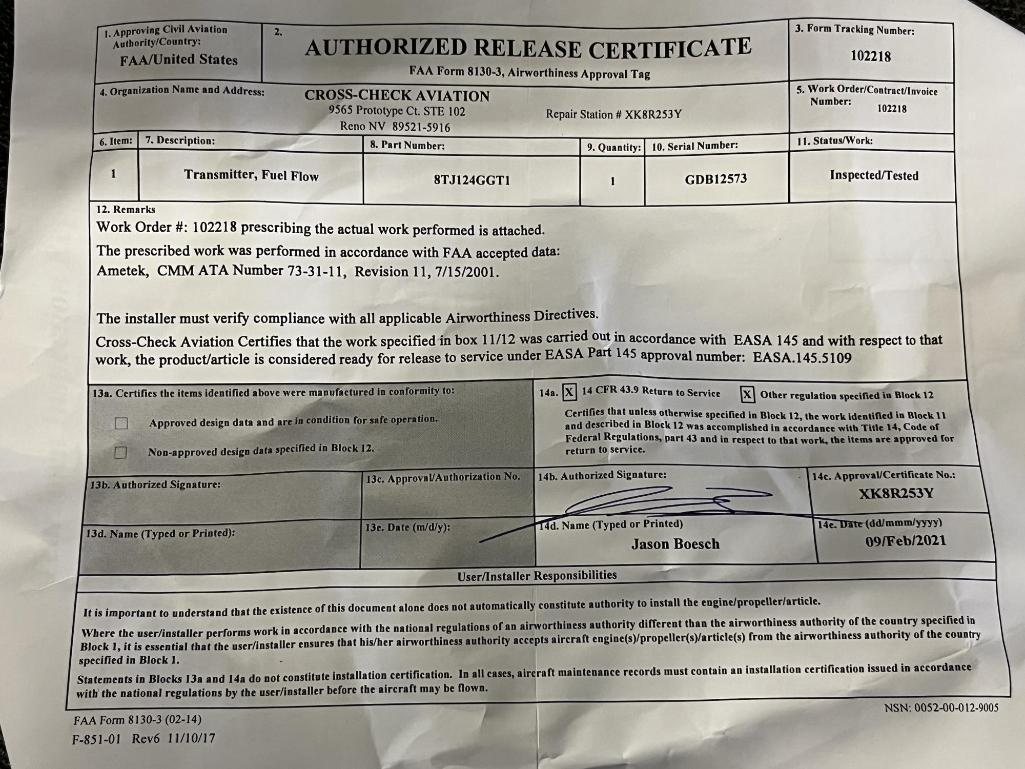 1. Approving Civil Aviation
Authority/Country:
FAA/United States
2.
AUTHORIZED RELEASE CERTIFICATE
FAA Form 8130-3, Airworthiness Approval Tag
3. Form Tracking Number:
102218
4. Organization Name and Address:
CROSS-CHECK AVIATION
9565 Prototype Ct. STE 102
Reno NV 89521-5916
Repair Station # XK8R253Y
5. Work Order/Contract/Invoice
Number:
102218
6. Item:
7. Description:
8. Part Number:
9. Quantity:
10. Serial Number:
11. Status/Work:
1
Transmitter, Fuel Flow
8TJ124GGT1
1
GDB12573
Inspected/Tested
12. Remarks
Work Order #: 102218 prescribing the actual work performed is attached.
The prescribed work was performed in accordance with FAA accepted data:
Ametek, CMM ATA Number 73-31-11, Revision 11, 7/15/2001.
The installer must verify compliance with all applicable Airworthiness Directives.
Cross-Check Aviation Certifies that the work specified in box 11/12 was carried out in accordance with EASA 145 and with respect to that
work, the product/article is considered ready for release to service under EASA Part 145 approval number: EASA.145.5109
13a. Certifies the items identified above were manufactured in conformity to:
Approved design data and are in condition for safe operation.
Non-approved design data specified in Block 12.
14a. X 14 CFR 43.9 Return to Service X Other regulation specified in Block 12
Certifies that unless otherwise specified in Block 12, the work identified in Block 11
and described in Block 12 was accomplished in accordance with Title 14, Code of
Federal Regulations, part 43 and in respect to that work, the items are approved for
return to service.
13b. Authorized Signature:
13c. Approval/Authorization No.
14b. Authorized Signature:
14c. Approval/Certificate No.:
XK8R253Y
13d. Name (Typed or Printed):
13e. Date (m/d/y):
14d. Name (Typed or Printed)
Jason Boesch
14e. Date (dd/mmm/yyyy)
09/Feb/2021
User/Installer Responsibilities
It is important to understand that the existence of this document alone does not automatically constitute authority to install the engine/propeller/article.
Where the user/installer performs work in accordance with the national regulations of an airworthiness authority different than the airworthiness authority of the country specified in
Block 1, it is essential that the user/installer ensures that his/her airworthiness authority accepts aircraft engine(s)/propeller(s)/article(s) from the airworthiness authority of the country
specified in Block 1.
Statements in Blocks 13a and 14a do not constitute installation certification. In all cases, aircraft maintenance records must contain an installation certification issued in accordance
with the national regulations by the user/installer before the aircraft may be flown.
FAA Form 8130-3 (02-14)
NSN: 0052-00-012-9005
F-851-01 Rev6 11/10/17